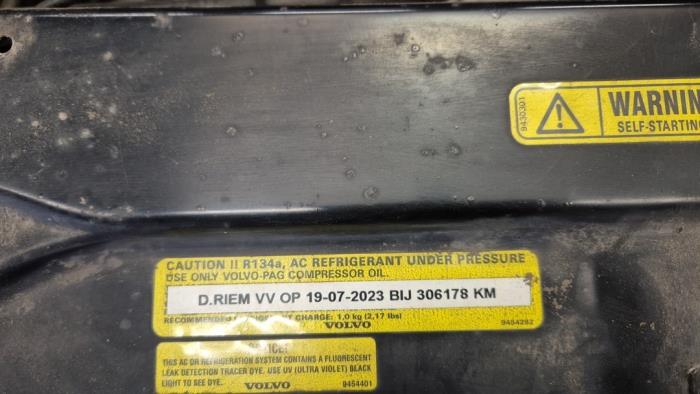 9430301
WARNIN
SELF-STARTING
CAUTION !! R134a, AC REFRIGERANT UNDER PRESSURE
USE ONLY VOLVO-PAG COMPRESSOR OIL.
D.RIEM VV OP 19-07-2023 BIJ 306178 KM
RECOMMENDED CHARGE: 1,0 kg (2,17 lbs)
VOLVO 9454282
THIS AC OR REFRIGERATION SYSTEM CONTAINS A FLUORESCENT
LEAK DETECTION TRACER DYE. USE UV (ULTRA VIOLET) BLACK
LIGHT TO SEE DYE. VOLVO 9454401